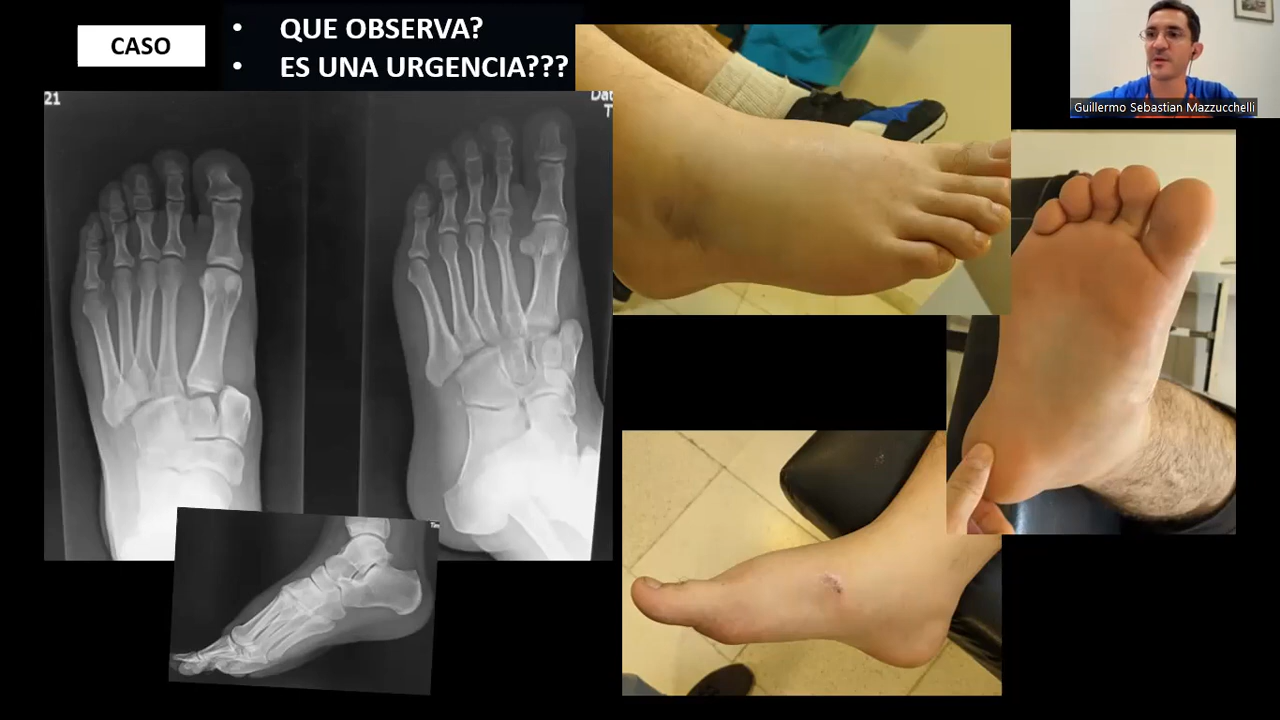 CASO
• QUE OBSERVA?
• ES UNA URGENCIA???
Guillermo Sebastian Mazzucchelli
21